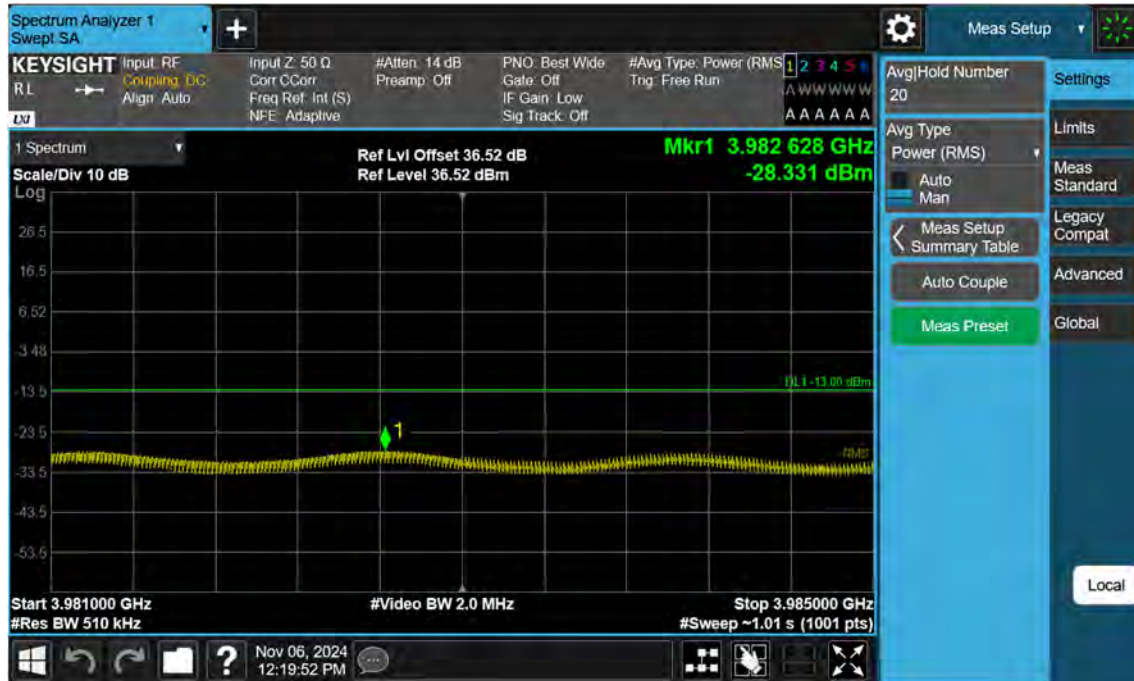 Spectrum Analyzer 1
Swept SA
Meas Setup
KEYSIGHT
RL
LXI
Input: RF
Coupling: DC
Align: Auto
Input Z: 50 Ω
Corr CCorr
Freq Ref: Int (S)
NFE: Adaptive
#Atten: 14 dB
Preamp: Off
PNO: Best Wide
Gate: Off
IF Gain: Low
Sig Track: Off
#Avg Type: Power (RMS)
Trig: Free Run
1 2 3 4 5 6
A W W W W W
A A A A A A
1 Spectrum
Scale/Div 10 dB
Log
Ref Lvl Offset 36.52 dB
Ref Level 36.52 dBm
Mkr1 3.982 628 GHz
-28.331 dBm
26.5
16.5
6.52
-3.48
DL1 -13.00 dBm
-13.5
1
-23.5
RMS
-33.5
-43.5
-53.5
Start 3.981000 GHz
#Video BW 2.0 MHz
Stop 3.985000 GHz
#Res BW 510 kHz
#Sweep ~1.01 s (1001 pts)
?
Nov 06, 2024
12:19:52 PM
Avg|Hold Number
20
Avg Type
Power (RMS)
Auto
Man
Meas Setup
Summary Table
Auto Couple
Meas Preset
Settings
Limits
Meas
Standard
Legacy
Compat
Advanced
Global
Local